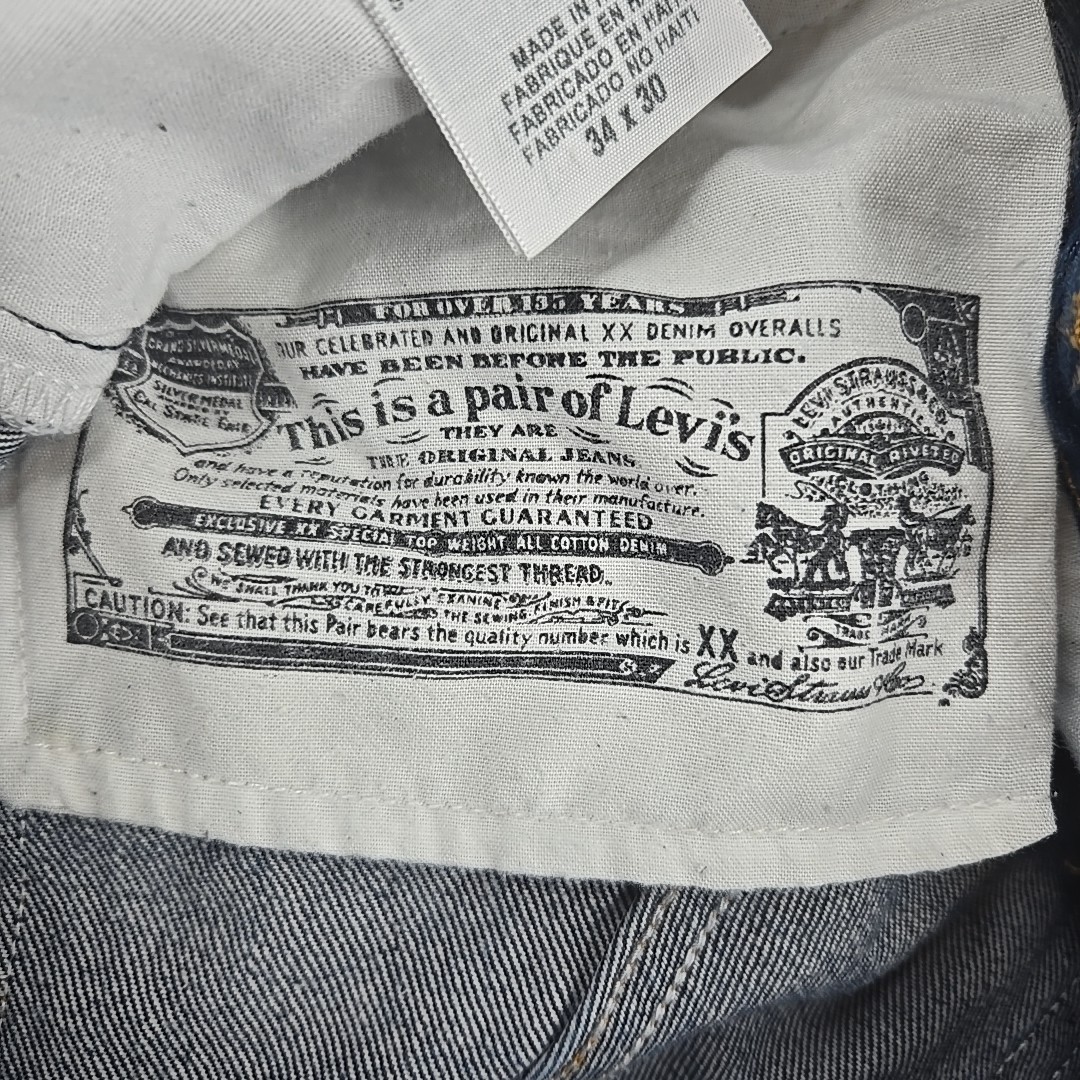 MADE IN
FABRIQUE EN
FABRICADO EN HAITI
FABRICADO NO HAITI
34 x 30
FOR OVER 135 YEARS
OUR CELEBRATED AND ORIGINAL XX DENIM OVERALLS
HAVE BEEN BEFORE THE PUBLIC.
This is a pair of Levi's
THEY ARE
THE ORIGINAL JEANS
and have a reputation for durability known the world over.
Only selected materials have been used in their manufacture.
EVERY GARMENT GUARANTEED
EXCLUSIVE XX SPECIAL TOP WEIGHT ALL COTTON DENIM
AND SEWED WITH THE STRONGEST THREAD.
WE SHALL THANK YOU TO
CAREFULLY EXAMINE
THE SEWING, FINISH & FIT
CAUTION: See that this Pair bears the quality number which is XX and also our Trade Mark
Levi Strauss & Co
SILVER MEDAL
CAL STATE FAIR
LEVI STRAUSS & CO.
AUTHENTIC
ORIGINAL RIVETED
CLOTHING
TRADE MARK